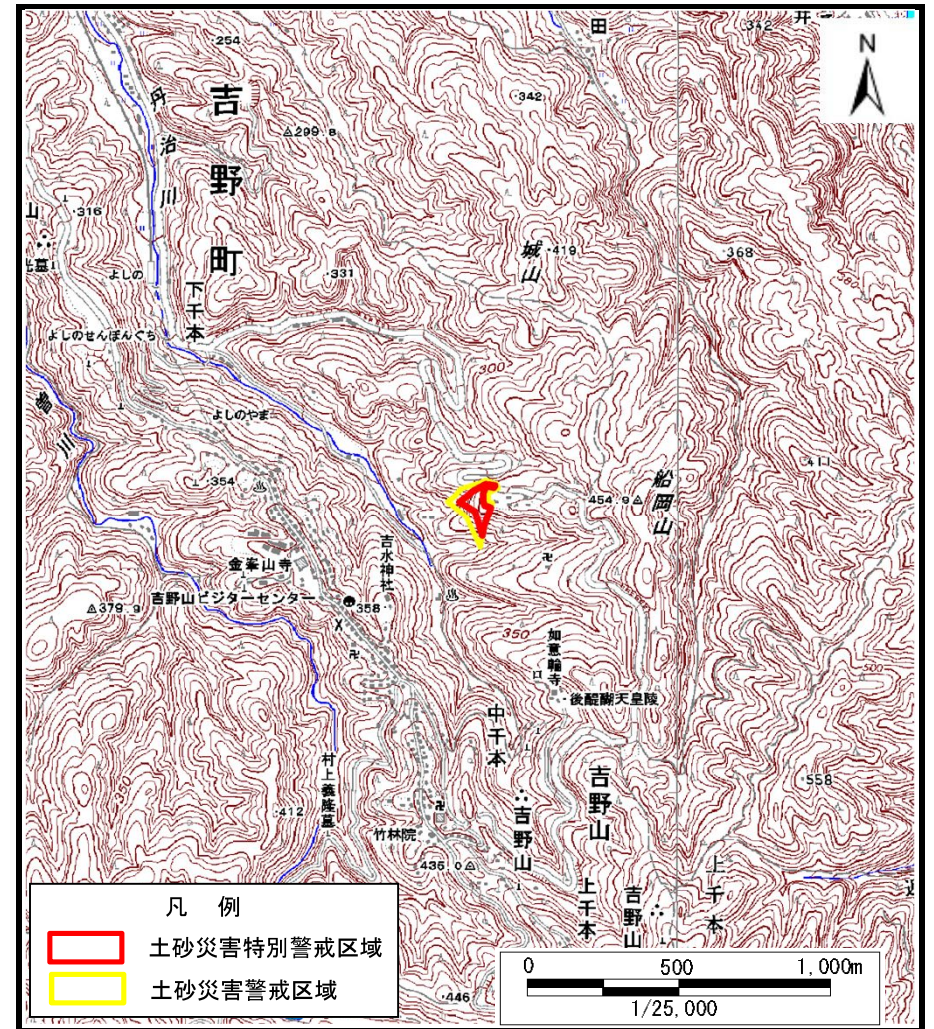 井
田
・342
N
・254
・342
丹治川
吉野町
△299.8
山
・316
城山
・419
・368
よしの
・331
下千本
よしのせんぼんぐち
300
よしのやま
・354
船岡山
・411
454.9△
吉水神社
金峯山寺
吉野山ビジターセンター
358・
△379.9
350
如意輪寺
500
後醍醐天皇陵
中千本
村上義隆墓
吉野山
・558
350
・412
吉野山
竹林院
436.0△
上千本
上千本
吉野山
・446
凡 例
土砂災害特別警戒区域
土砂災害警戒区域
0 500 1,000m
1/25,000